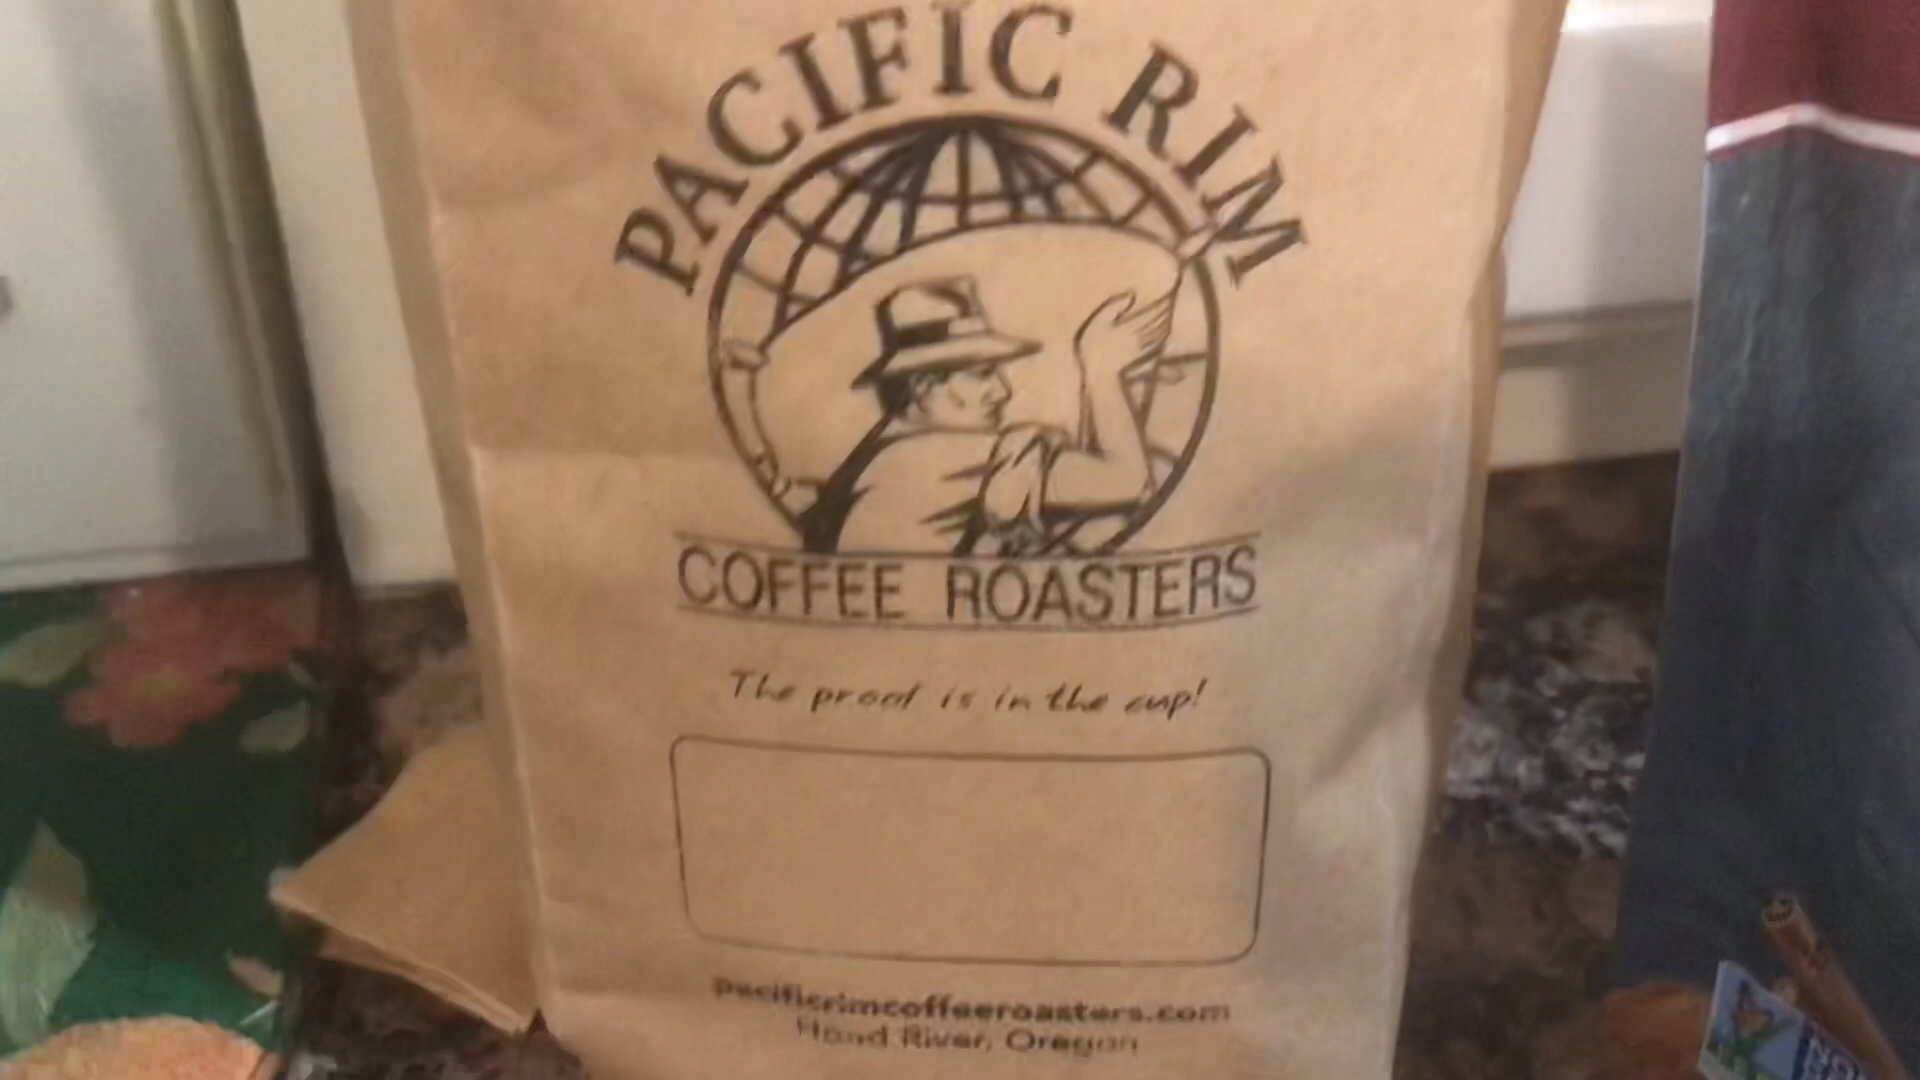 PACIFIC RIM
COFFEE ROASTERS
The proof is in the cup!
pacificrimcoffeeroasters.com
Hood River, Oregon